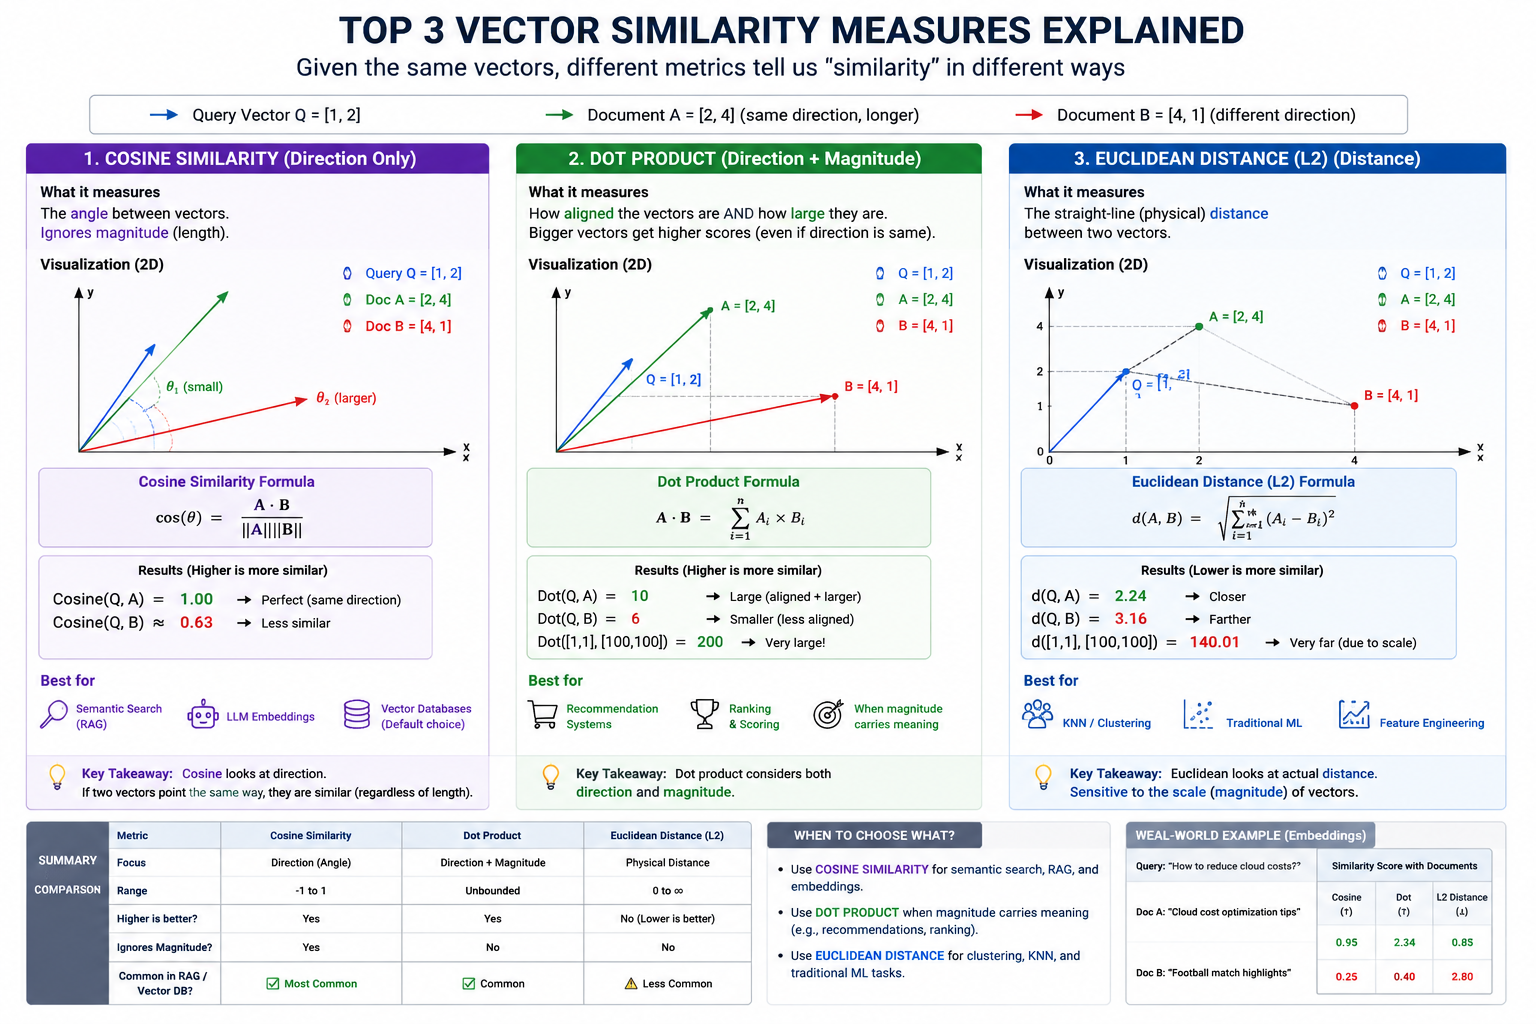 TOP 3 VECTOR SIMILARITY MEASURES EXPLAINED
Given the same vectors, different metrics tell us "similarity" in different ways
Query Vector Q = [1, 2]
Document A = [2, 4] (same direction, longer)
Document B = [4, 1] (different direction)
1. COSINE SIMILARITY (Direction Only)
What it measures
The angle between vectors.
Ignores magnitude (length).
Visualization (2D)
Query Q = [1, 2]
Doc A = [2, 4]
Doc B = [4, 1]
y
θ₁ (small)
θ₂ (larger)
x
x
Cosine Similarity Formula
cos(θ) = A · B / ||A||||B||
Results (Higher is more similar)
Cosine(Q, A) = 1.00 → Perfect (same direction)
Cosine(Q, B) ≈ 0.63 → Less similar
Best for
Semantic Search
(RAG)
LLM Embeddings
Vector Databases
(Default choice)
Key Takeaway: Cosine looks at direction.
If two vectors point the same way, they are similar (regardless of length).
2. DOT PRODUCT (Direction + Magnitude)
What it measures
How aligned the vectors are AND how large they are.
Bigger vectors get higher scores (even if direction is same).
Visualization (2D)
Q = [1, 2]
A = [2, 4]
B = [4, 1]
y
A = [2, 4]
Q = [1, 2]
B = [4, 1]
x
x
Dot Product Formula
A · B = n ∑ i=1 Aᵢ × Bᵢ
Results (Higher is more similar)
Dot(Q, A) = 10 → Large (aligned + larger)
Dot(Q, B) = 6 → Smaller (less aligned)
Dot([1,1], [100,100]) = 200 → Very large!
Best for
Recommendation
Systems
Ranking
& Scoring
When magnitude
carries meaning
Key Takeaway: Dot product considers both
direction and magnitude.
3. EUCLIDEAN DISTANCE (L2) (Distance)
What it measures
The straight-line (physical) distance
between two vectors.
Visualization (2D)
Q = [1, 2]
A = [2, 4]
B = [4, 1]
y
A = [2, 4]
4
2
B = [4, 1]
1
0
0 1 2 4
x
x
Euclidean Distance (L2) Formula
d(A, B) = √ ∑ i=1 (Aᵢ − Bᵢ)²
Results (Lower is more similar)
d(Q, A) = 2.24 → Closer
d(Q, B) = 3.16 → Farther
d([1,1], [100,100]) = 140.01 → Very far (due to scale)
Best for
KNN / Clustering
Traditional ML
Feature Engineering
Key Takeaway: Euclidean looks at actual distance.
Sensitive to the scale (magnitude) of vectors.
SUMMARY
COMPARISON
Metric Cosine Similarity Dot Product Euclidean Distance (L2)
Focus Direction (Angle) Direction + Magnitude Physical Distance
Range -1 to 1 Unbounded 0 to ∞
Higher is better? Yes Yes No (Lower is better)
Ignores Magnitude? Yes No No
Common in RAG /
Vector DB?
Most Common Common Less Common
WHEN TO CHOOSE WHAT?
• Use COSINE SIMILARITY for semantic search, RAG, and
embeddings.
• Use DOT PRODUCT when magnitude carries meaning
(e.g., recommendations, ranking).
• Use EUCLIDEAN DISTANCE for clustering, KNN, and
traditional ML tasks.
WEAL-WORLD EXAMPLE (Embeddings)
Query: "How to reduce cloud costs??"
Similarity Score with Documents
Cosine Dot L2 Distance
(↑) (↑) (↓)
Doc A: "Cloud cost optimization tips"
0.95 2.34 0.85
Doc B: "Football match highlights"
0.25 0.40 2.80